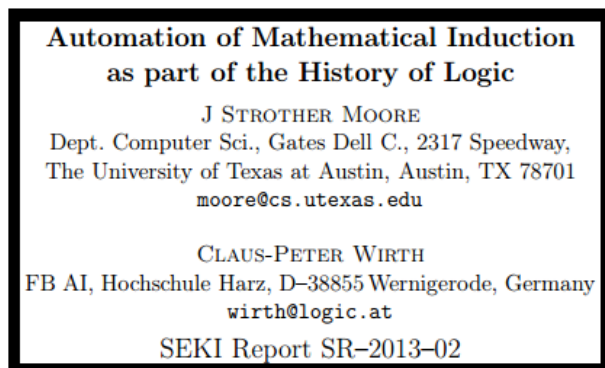 Automation of Mathematical Induction
as part of the History of Logic
J STROTHER MOORE
Dept. Computer Sci., Gates Dell C., 2317 Speedway,
The University of Texas at Austin, Austin, TX 78701
moore@cs.utexas.edu
CLAUS-PETER WIRTH
FB AI, Hochschule Harz, D–38855 Wernigerode, Germany
wirth@logic.at
SEKI Report SR–2013–02